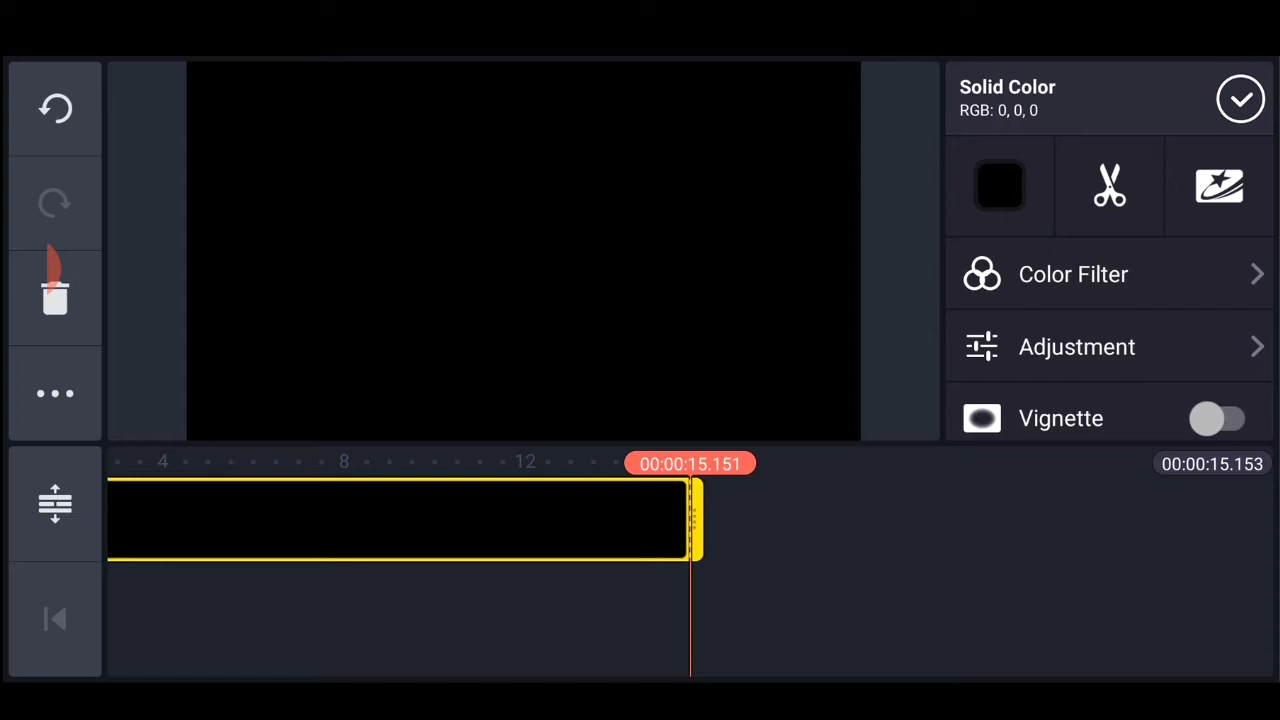 Solid Color
RGB: 0, 0, 0
Color Filter
Adjustment
Vignette
4 8 12 00:00:15.151 00:00:15.153